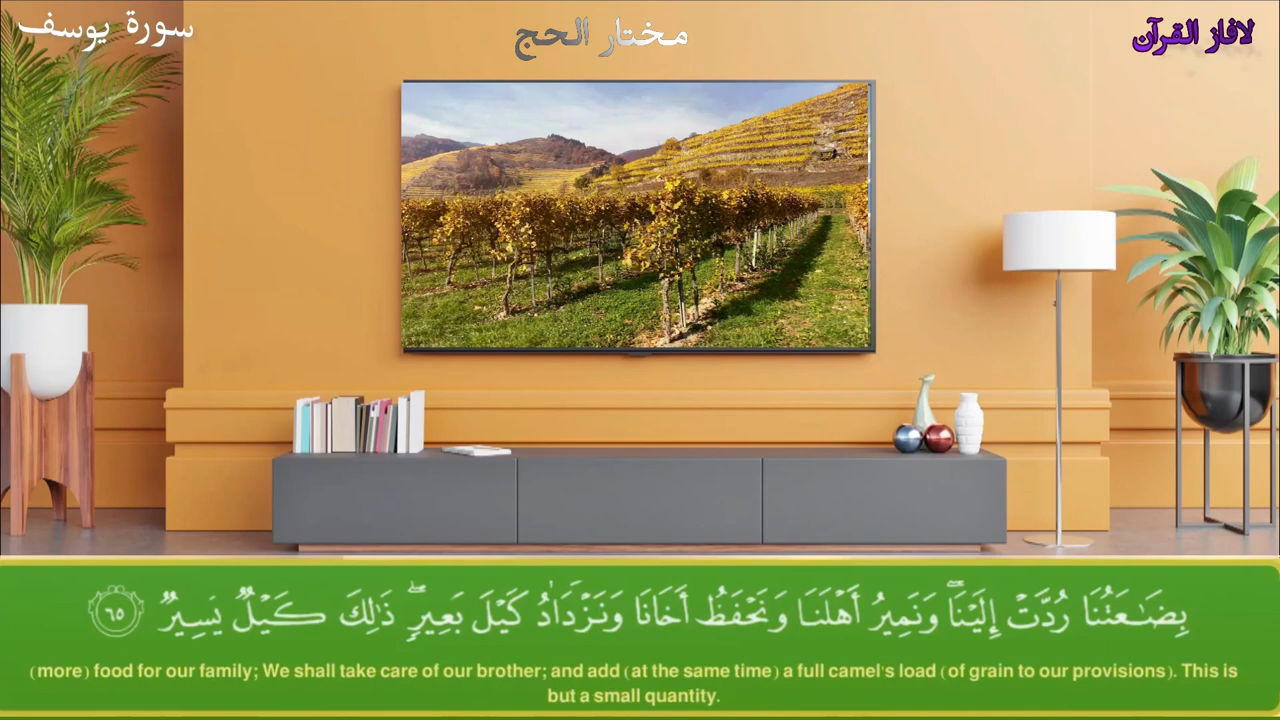 سورة يوسف
مختار الحج
لافاز القرآن
بِضَـٰعَتُنَا رُدَّتْ إِلَيْنَا ۖ وَنَمِيرُ أَهْلَنَا وَنَحْفَظُ أَخَانَا وَنَزْدَادُ كَيْلَ بَعِيرٍ ۖ ذَٰلِكَ كَيْلٌ يَسِيرٌ ٦٥
(more) food for our family; We shall take care of our brother; and add (at the same time) a full camel's load (of grain to our provisions). This is
but a small quantity.